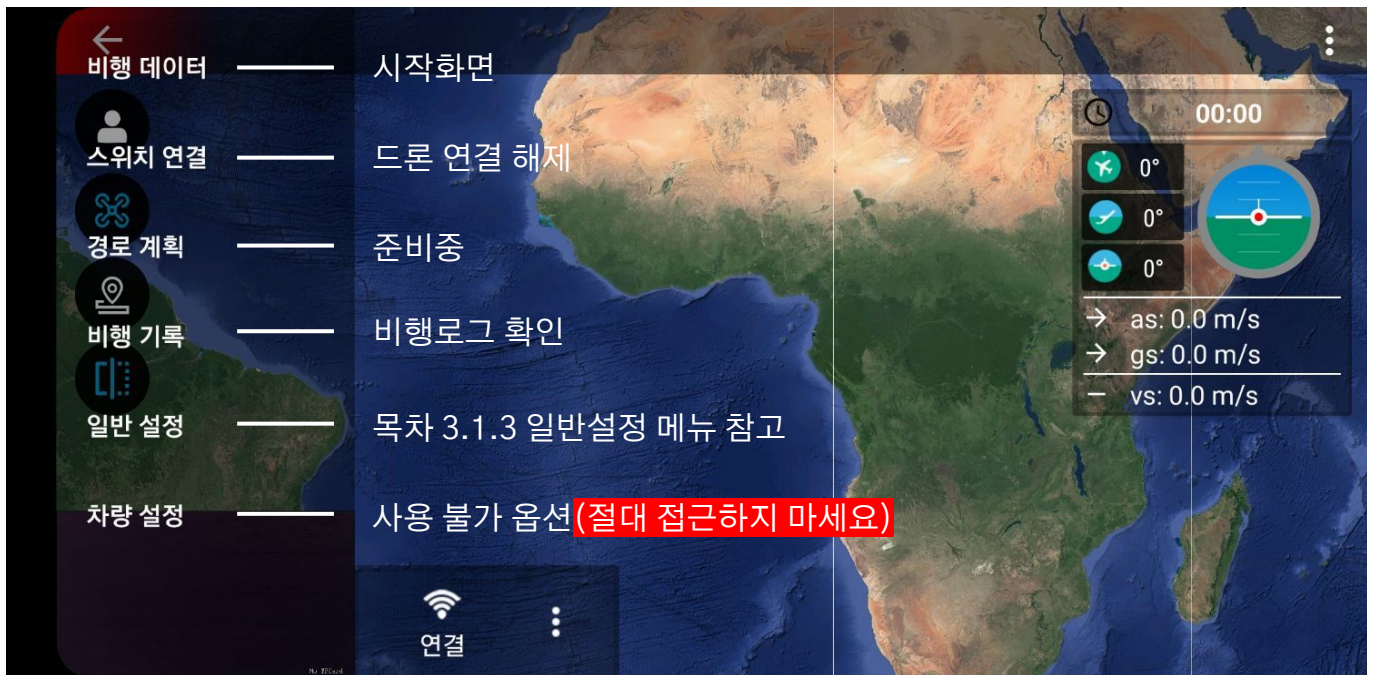 비행 데이터 시작화면
스위치 연결 드론 연결 해제
경로 계획 준비중
비행 기록 비행로그 확인
일반 설정 목차 3.1.3 일반설정 메뉴 참고
차량 설정 사용 불가 옵션(절대 접근하지 마세요)
연결
00:00
0°
0°
0°
as: 0.0 m/s
gs: 0.0 m/s
vs: 0.0 m/s